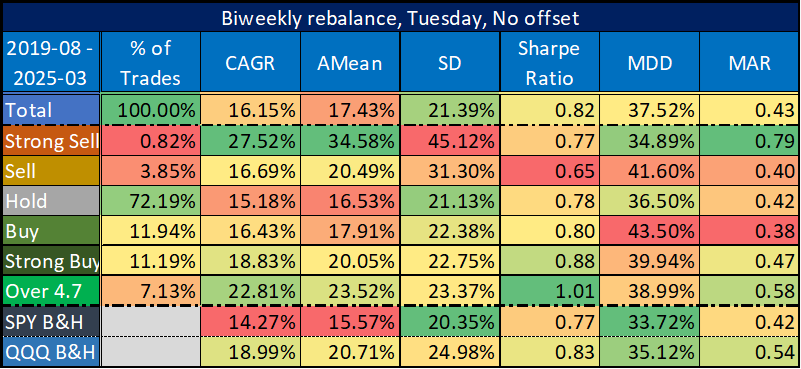 Biweekly rebalance, Tuesday, No offset
2019-08 - 2025-03 % of Trades CAGR AMean SD Sharpe Ratio MDD MAR
Total 100.00% 16.15% 17.43% 21.39% 0.82 37.52% 0.43
Strong Sell 0.82% 27.52% 34.58% 45.12% 0.77 34.89% 0.79
Sell 3.85% 16.69% 20.49% 31.30% 0.65 41.60% 0.40
Hold 72.19% 15.18% 16.53% 21.13% 0.78 36.50% 0.42
Buy 11.94% 16.43% 17.91% 22.38% 0.80 43.50% 0.38
Strong Buy 11.19% 18.83% 20.05% 22.75% 0.88 39.94% 0.47
Over 4.7 7.13% 22.81% 23.52% 23.37% 1.01 38.99% 0.58
SPY B&H 14.27% 15.57% 20.35% 0.77 33.72% 0.42
QQQ B&H 18.99% 20.71% 24.98% 0.83 35.12% 0.54